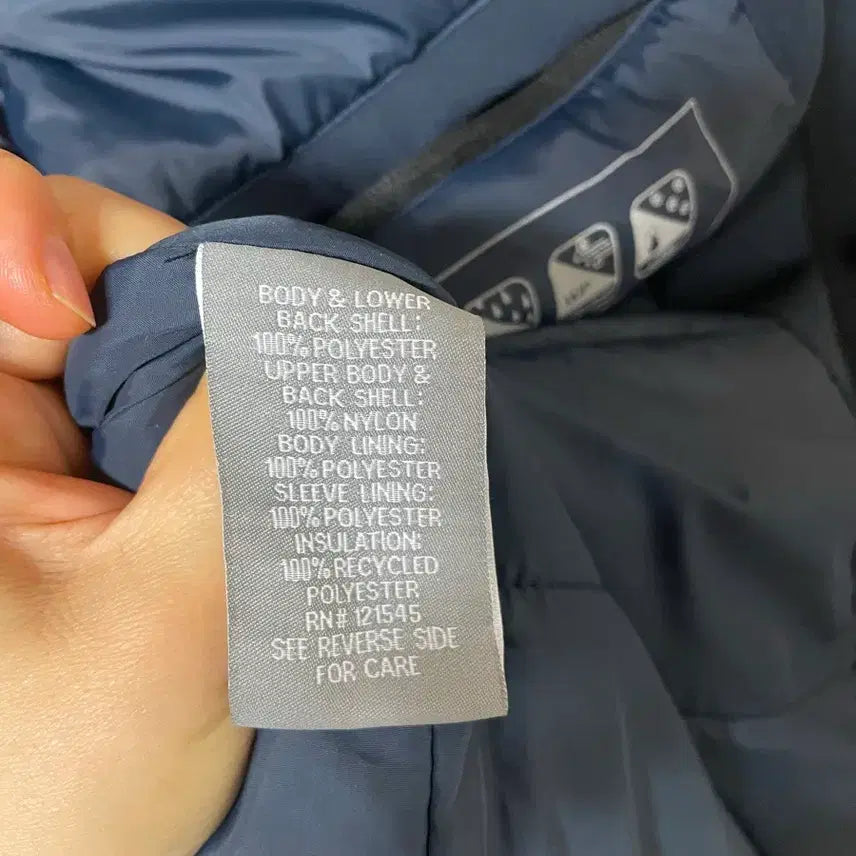 BODY & LOWER
BACK SHELL:
100% POLYESTER
UPPER BODY &
BACK SHELL:
100% NYLON
BODY LINING:
100% POLYESTER
SLEEVE LINING:
100% POLYESTER
INSULATION:
100% RECYCLED
POLYESTER
RN# 121545
SEE REVERSE SIDE
FOR CARE